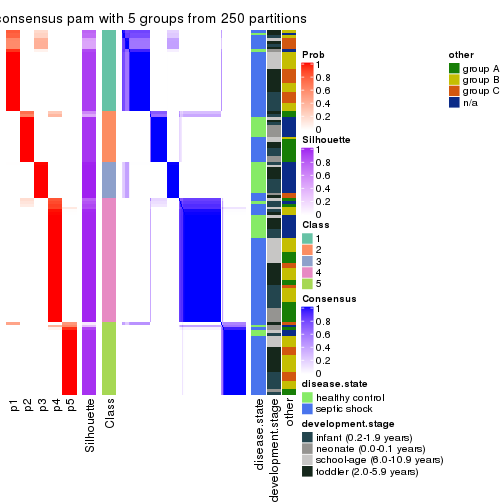 consensus pam with 5 groups from 250 partitions
Prob
1
0.8
0.6
0.4
0.2
0
Silhouette
1
0.8
0.6
0.4
0.2
0
Class
1
2
3
4
5
Consensus
1
0.8
0.6
0.4
0.2
0
disease.state
healthy control
septic shock
development.stage
infant (0.2-1.9 years)
neonate (0.0-0.1 years)
school-age (6.0-10.9 years)
toddler (2.0-5.9 years)
other
group A
group B
group C
n/a
p1
p2
p3
p4
p5
Silhouette
Class
disease.state
development.stage
other